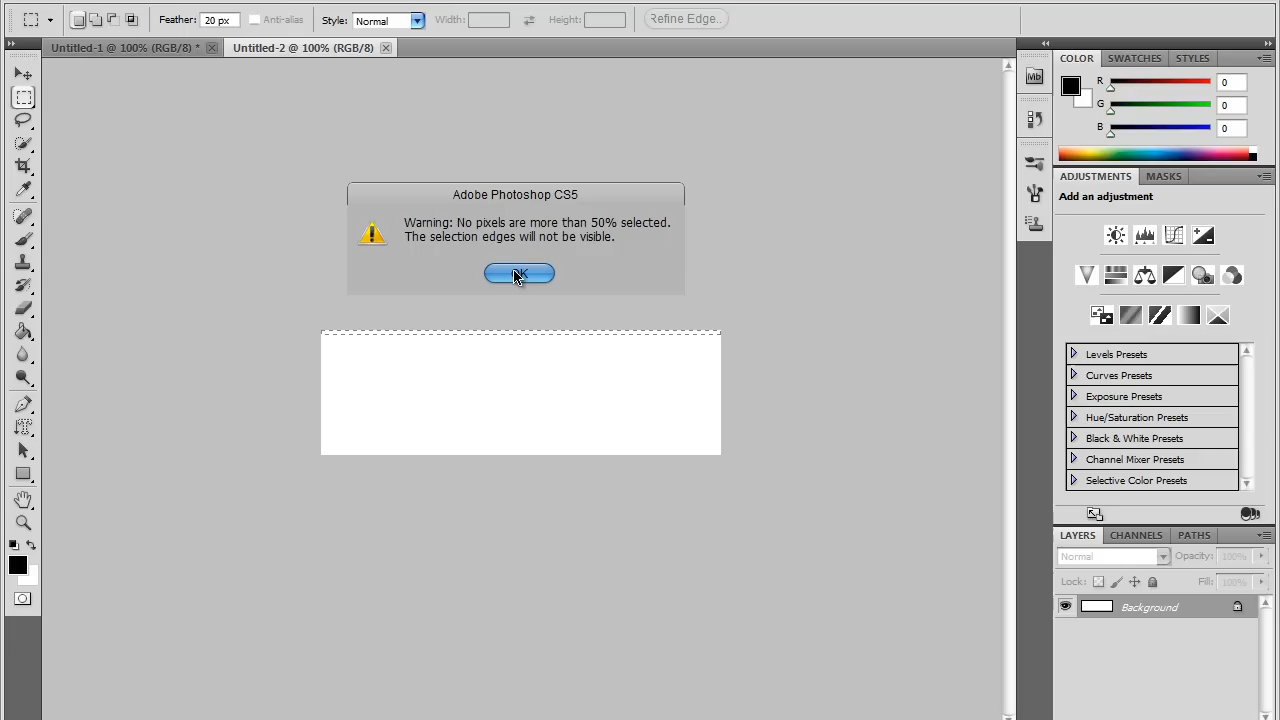 Feather: 20 px Anti-alias Style: Normal Width: Height: Refine Edge..
Untitled-1 @ 100% (RGB/8) * Untitled-2 @ 100% (RGB/8)
COLOR SWATCHES STYLES
Mb
R 0
G 0
B 0
ADJUSTMENTS MASKS
Add an adjustment
Adobe Photoshop CS5
Warning: No pixels are more than 50% selected.
The selection edges will not be visible.
OK
Levels Presets
Curves Presets
Exposure Presets
Hue/Saturation Presets
Black & White Presets
Channel Mixer Presets
Selective Color Presets
LAYERS CHANNELS PATHS
Normal Opacity: 100%
Lock: Fill: 100%
Background